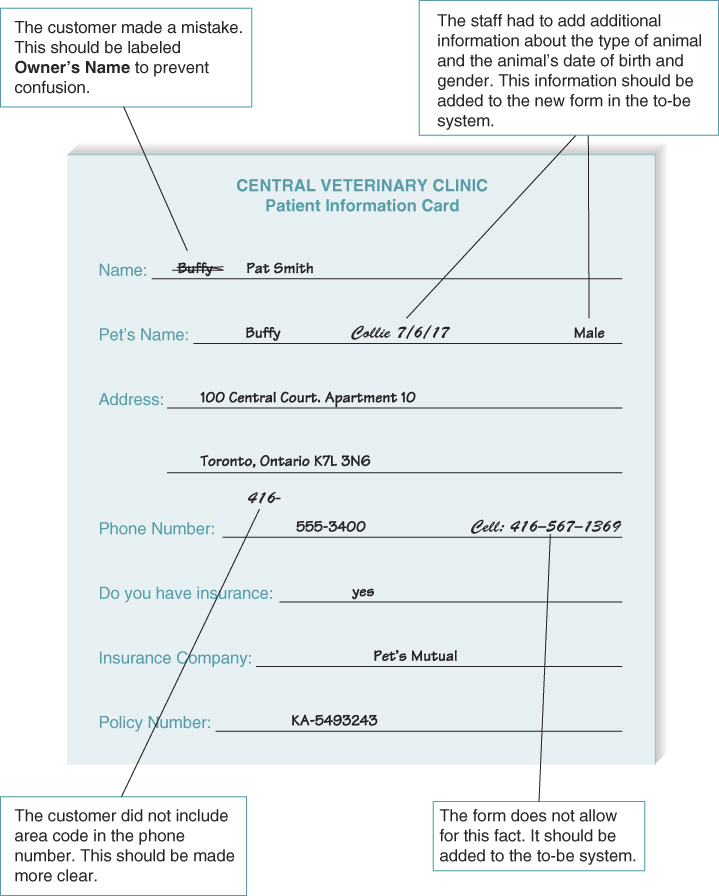 The customer made a mistake.
This should be labeled
Owner's Name to prevent
confusion.
The staff had to add additional
information about the type of animal
and the animal's date of birth and
gender. This information should be
added to the new form in the to-be
system.
CENTRAL VETERINARY CLINIC
Patient Information Card
Name: Buffy Pat Smith
Pet's Name: Buffy Collie 7/6/17 Male
Address: 100 Central Court. Apartment 10
Toronto, Ontario K7L 3N6
416-
Phone Number: 555-3400 Cell: 416-567-1369
Do you have insurance: yes
Insurance Company: Pet's Mutual
Policy Number: KA-5493243
The customer did not include
area code in the phone
number. This should be made
more clear.
The form does not allow
for this fact. It should be
added to the to-be system.